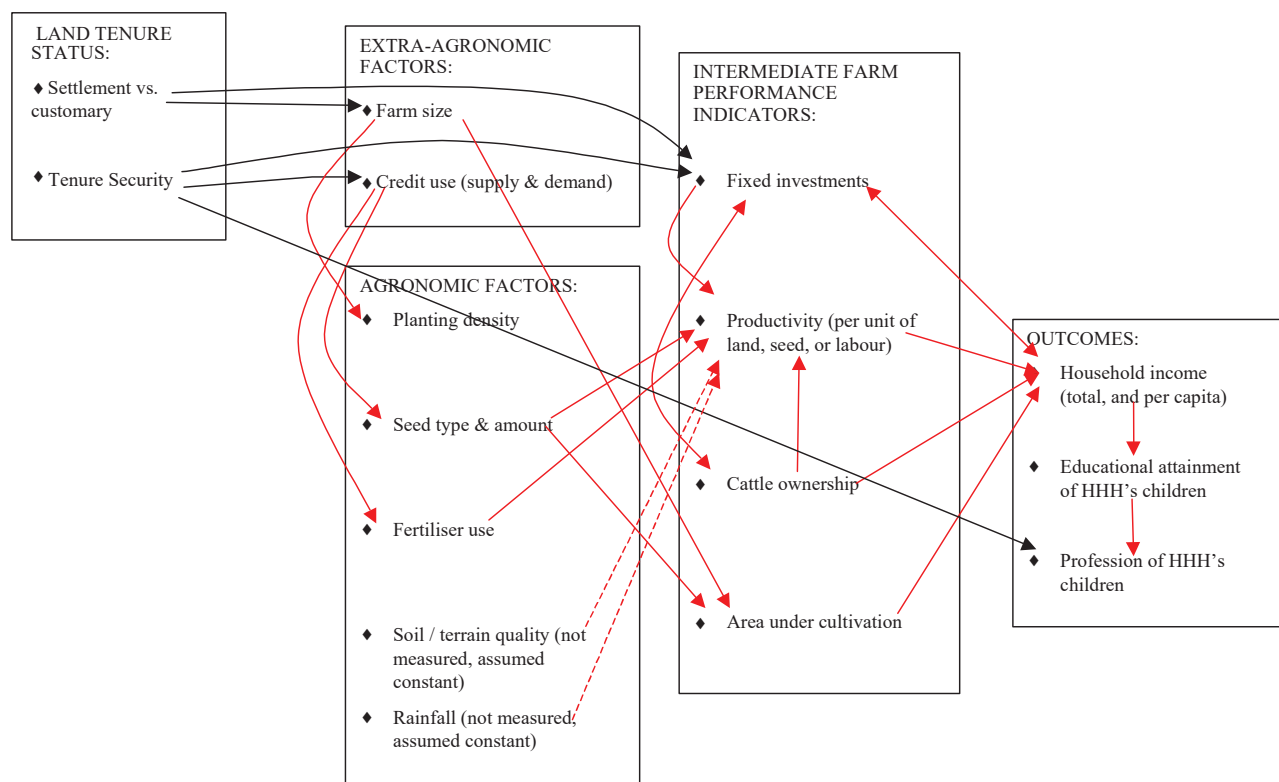 LAND TENURE
STATUS:
♦ Settlement vs.
customary
♦ Tenure Security
EXTRA-AGRONOMIC
FACTORS:
♦ Farm size
♦ Credit use (supply & demand)
AGRONOMIC FACTORS:
♦ Planting density
♦ Seed type & amount
♦ Fertiliser use
♦ Soil / terrain quality (not
measured, assumed
constant)
♦ Rainfall (not measured,
assumed constant)
INTERMEDIATE FARM
PERFORMANCE
INDICATORS:
♦ Fixed investments
♦ Productivity (per unit of
land, seed, or labour)
♦ Cattle ownership
♦ Area under cultivation
OUTCOMES:
♦ Household income
(total, and per capita)
♦ Educational attainment
of HHH's children
♦ Profession of HHH's
children